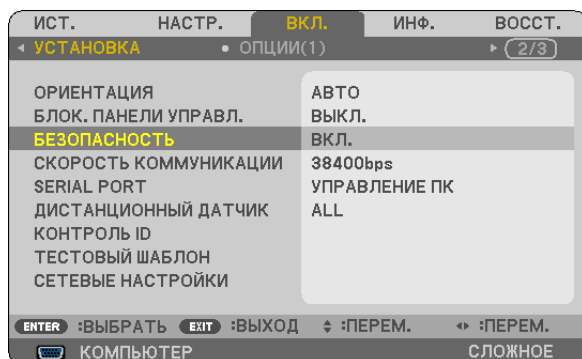 ИСТ. НАСТР. ВКЛ. ИНФ. ВОССТ.
УСТАНОВКА • ОПЦИИ(1) 2/3
ОРИЕНТАЦИЯ АВТО
БЛОК. ПАНЕЛИ УПРАВЛ. ВЫКЛ.
БЕЗОПАСНОСТЬ ВКЛ.
СКОРОСТЬ КОММУНИКАЦИИ 38400bps
SERIAL PORT УПРАВЛЕНИЕ ПК
ДИСТАНЦИОННЫЙ ДАТЧИК ALL
КОНТРОЛЬ ID
ТЕСТОВЫЙ ШАБЛОН
СЕТЕВЫЕ НАСТРОЙКИ
ENTER :ВЫБРАТЬ EXIT :ВЫХОД :ПЕРЕМ. :ПЕРЕМ.
КОМПЬЮТЕР СЛОЖНОЕ